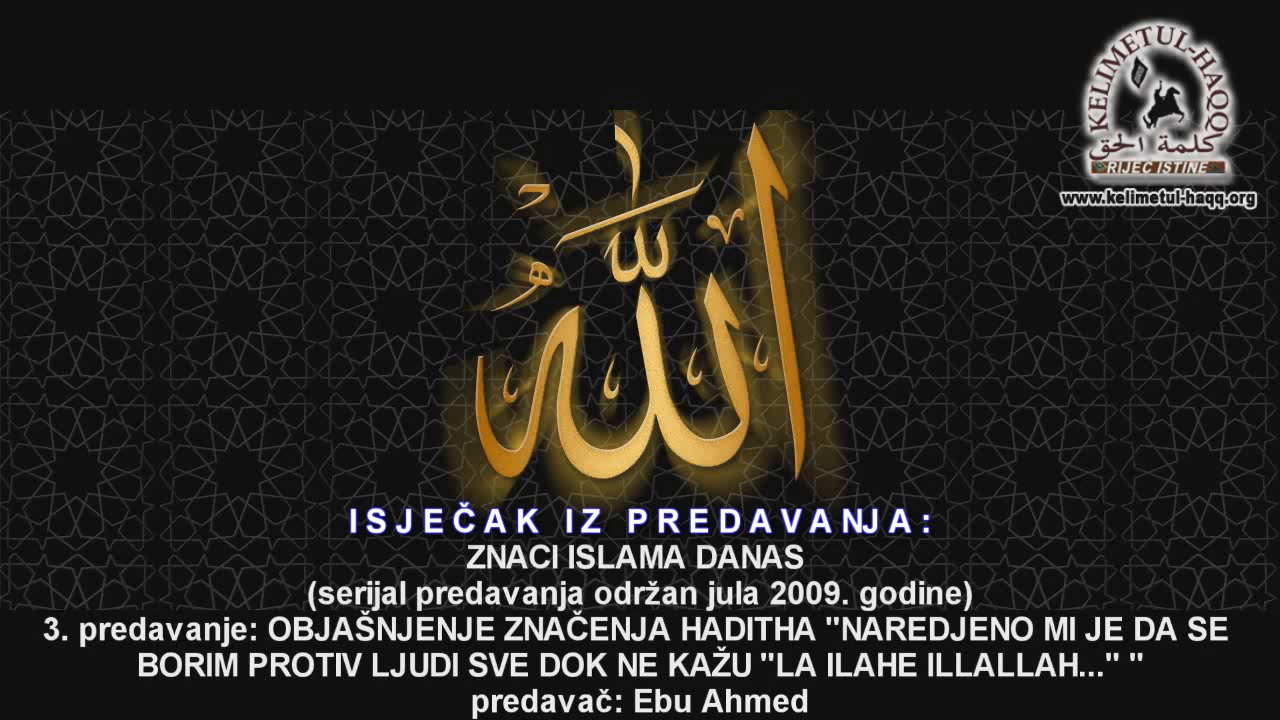 KELIMETUL-HAQQ
كلمة الحق
RIJEC ISTINE
www.kelimetul-haqq.org
الله
ISJEČAK IZ PREDAVANJA:
ZNACI ISLAMA DANAS
(serijal predavanja održan jula 2009. godine)
3. predavanje: OBJAŠNJENJE ZNAČENJA HADITHA "NAREDJENO MI JE DA SE
BORIM PROTIV LJUDI SVE DOK NE KAŽU "LA ILAHE ILLALLAH..." "
predavač: Ebu Ahmed